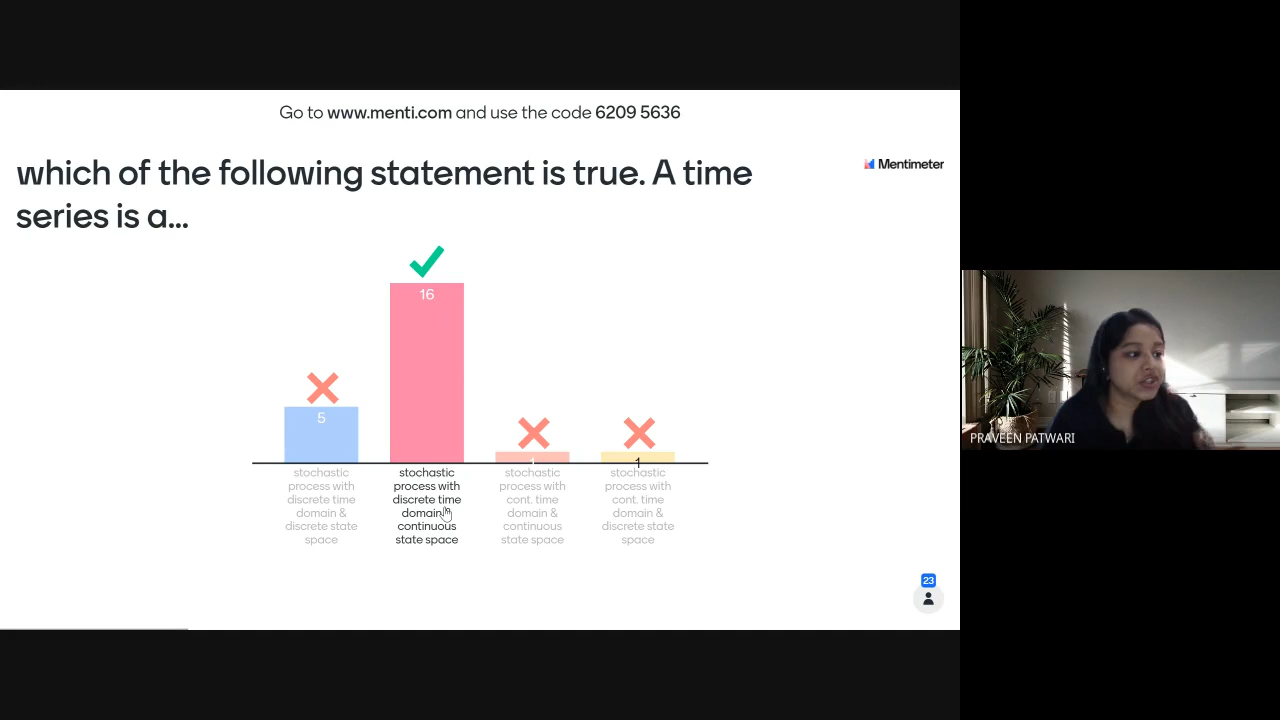 Go to www.menti.com and use the code 6209 5636
which of the following statement is true. A time
series is a...
Mentimeter
16
5
1
1
stochastic
process with
discrete time
domain &
discrete state
space
stochastic
process with
discrete time
domain
continuous
state space
stochastic
process with
cont. time
domain &
continuous
state space
stochastic
process with
cont. time
domain &
discrete state
space
23
PRAVEEN PATWARI